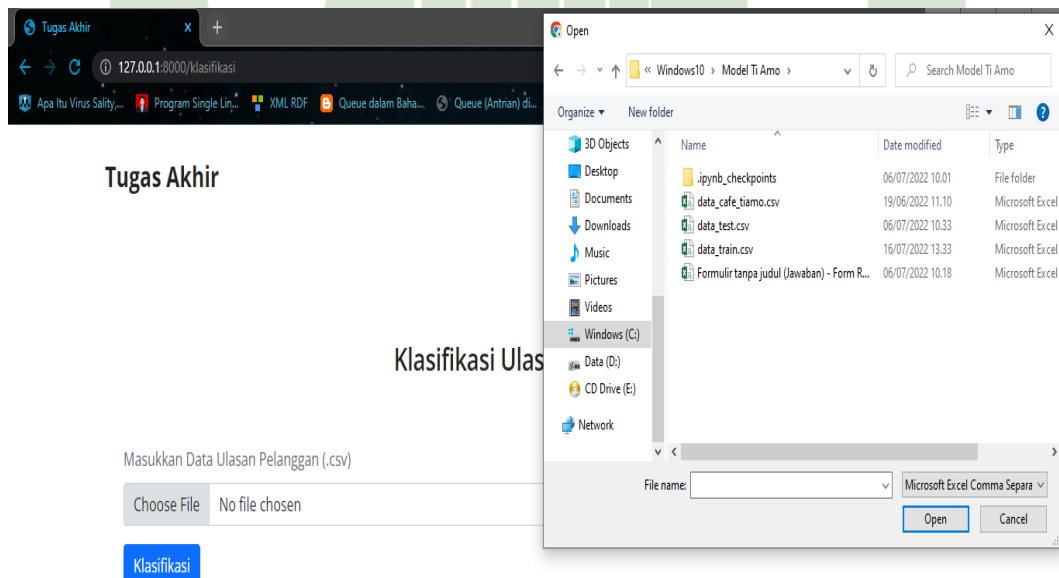 Tugas Akhir
127.0.0.1:8000/klasifikasi
Apa Itu Virus Sality,...
Program Single Lin...
XML RDF
Queue dalam Baha...
Queue (Antrian) di...
Tugas Akhir
Klasifikasi Ulas
Masukkan Data Ulasan Pelanggan (.csv)
Choose File No file chosen
Klasifikasi
Open
« Windows10 › Model Ti Amo ›
Search Model Ti Amo
Organize New folder
3D Objects
Desktop
Documents
Downloads
Music
Pictures
Videos
Windows (C:)
Data (D:)
CD Drive (E:)
Network
Name Date modified Type
.ipynb_checkpoints 06/07/2022 10.01 File folder
data_cafe_tiamo.csv 19/06/2022 11.10 Microsoft Excel
data_test.csv 06/07/2022 10.33 Microsoft Excel
data_train.csv 16/07/2022 13.33 Microsoft Excel
Formulir tanpa judul (Jawaban) - Form R... 06/07/2022 10.18 Microsoft Excel
File name:
Microsoft Excel Comma Separa
Open Cancel